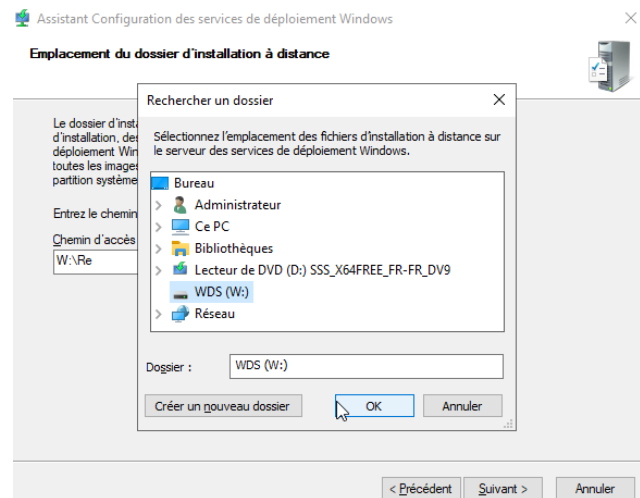 Assistant Configuration des services de déploiement Windows
Emplacement du dossier d'installation à distance
Rechercher un dossier
Le dossier d'insta
d'installation, des
déploiement Win
toutes les images
partition système
Sélectionnez l'emplacement des fichiers d'installation à distance sur
le serveur des services de déploiement Windows.
Bureau
Administrateur
Ce PC
Bibliothèques
Lecteur de DVD (D:) SSS_X64FREE_FR-FR_DV9
WDS (W:)
Réseau
Entrez le chemin
Chemin d'accès
W:\Re
Dossier :
WDS (W:)
Créer un nouveau dossier
OK
Annuler
< Précédent
Suivant >
Annuler